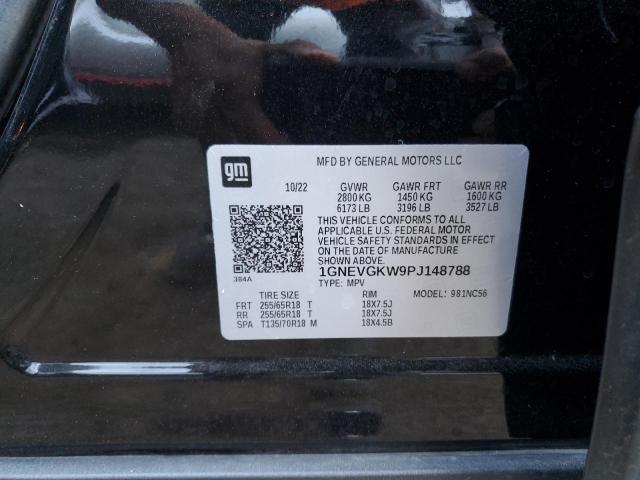 gm
MFD BY GENERAL MOTORS LLC
10/22 GVWR GAWR FRT GAWR RR
2800 KG 1450 KG 1600 KG
6173 LB 3196 LB 3527 LB
THIS VEHICLE CONFORMS TO ALL
APPLICABLE U.S. FEDERAL MOTOR
VEHICLE SAFETY STANDARDS IN EFFECT
ON THE DATE OF MANUFACTURE
SHOWN ABOVE.
384A
1GNEVGKW9PJ148788
TYPE: MPV
MODEL: 981NC56
TIRE SIZE RIM
FRT 255/65R18 T 18X7.5J
RR 255/65R18 T 18X7.5J
SPA T135/70R18 M 18X4.5B